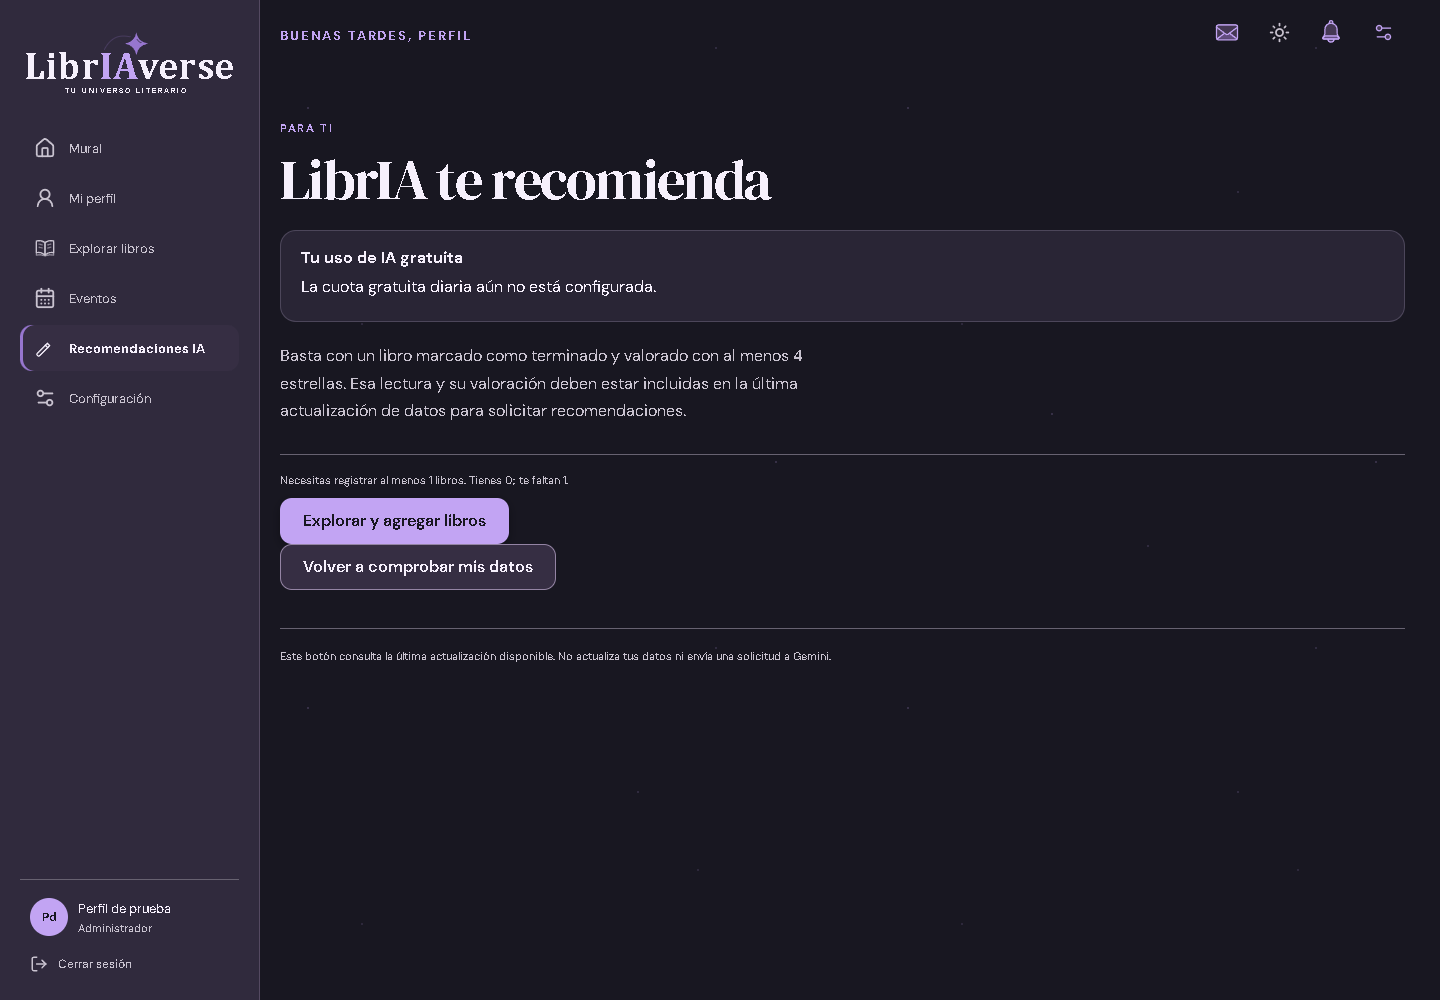 LibrIAverse
TU UNIVERSO LITERARIO
Mural
Mi perfil
Explorar libros
Eventos
Recomendaciones IA
Configuración
Pd
Perfil de prueba
Administrador
Cerrar sesión
BUENAS TARDES, PERFIL
PARA TI
LibrIA te recomienda
Tu uso de IA gratuita
La cuota gratuita diaria aún no está configurada.
Basta con un libro marcado como terminado y valorado con al menos 4
estrellas. Esa lectura y su valoración deben estar incluidas en la última
actualización de datos para solicitar recomendaciones.
Necesitas registrar al menos 1 libros. Tienes 0; te faltan 1.
Explorar y agregar libros
Volver a comprobar mis datos
Este botón consulta la última actualización disponible. No actualiza tus datos ni envía una solicitud a Gemini.